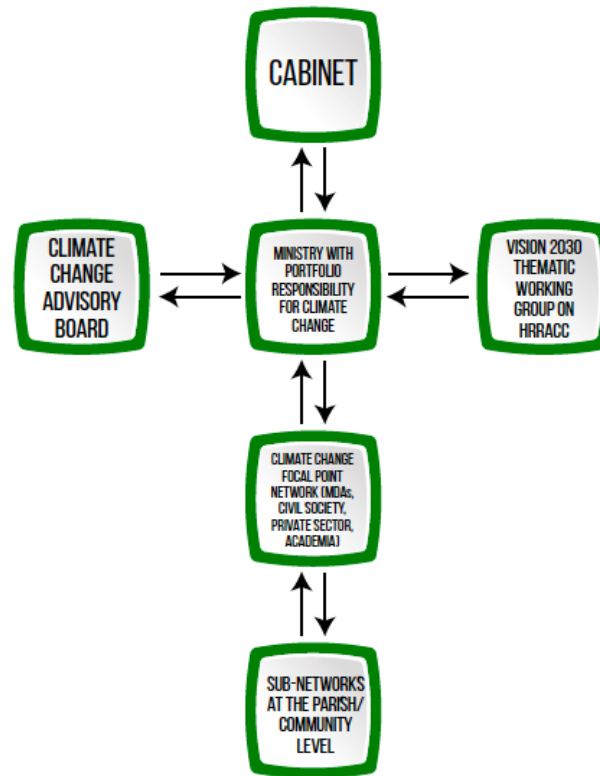 CABINET
CLIMATE
CHANGE
ADVISORY
BOARD
MINISTRY WITH
PORTFOLIO
RESPONSIBILITY
FOR CLIMATE
CHANGE
VISION 2030
THEMATIC
WORKING
GROUP ON
HRRACC
CLIMATE CHANGE
FOCAL POINT
NETWORK (MDAs,
CIVIL SOCIETY,
PRIVATE SECTOR,
ACADEMIA)
SUB-NETWORKS
AT THE PARISH/
COMMUNITY
LEVEL